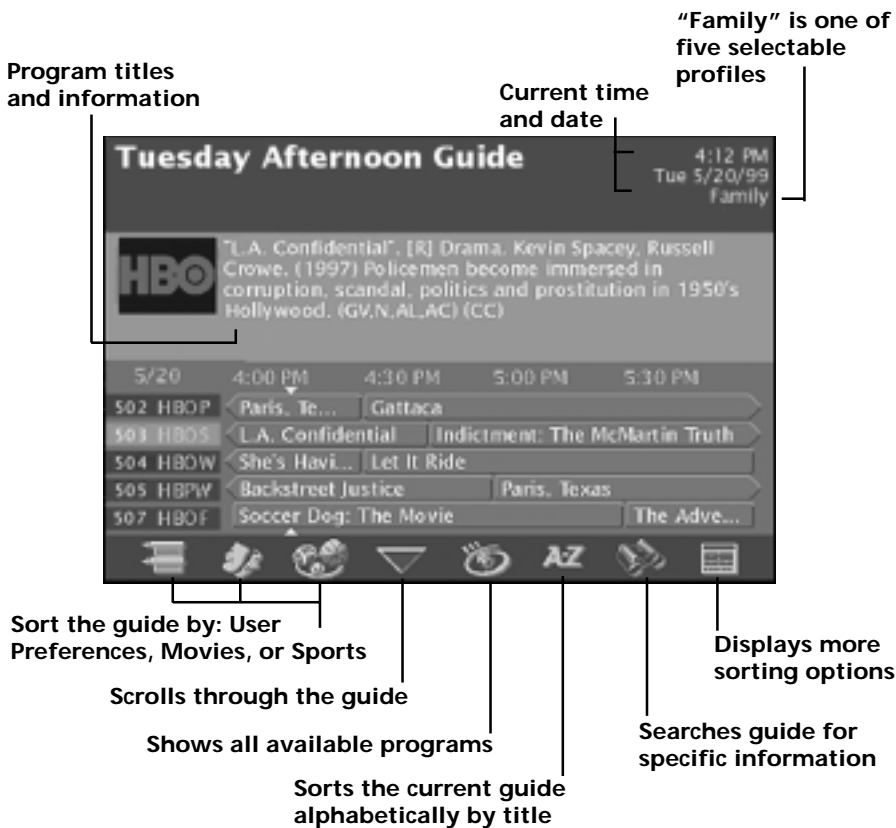 “Family” is one of
five selectable
profiles
Program titles
and information
Current time
and date
Tuesday Afternoon Guide
4:12 PM
Tue 5/20/99
Family
HBO
"L.A. Confidential", [R] Drama. Kevin Spacey, Russell
Crowe. (1997) Policemen become immersed in
corruption, scandal, politics and prostitution in 1950's
Hollywood. (GV,N,AL,AC) (CC)
5/20 4:00 PM 4:30 PM 5:00 PM 5:30 PM
502 HBOP Paris, Te... Gattaca
503 HBOS L.A. Confidential Indictment: The McMartin Truth
504 HBOW She's Havi... Let It Ride
505 HBPW Backstreet Justice Paris, Texas
507 HBOF Soccer Dog: The Movie The Adve...
A-Z
Sort the guide by: User
Preferences, Movies, or Sports
Displays more
sorting options
Scrolls through the guide
Searches guide for
specific information
Shows all available programs
Sorts the current guide
alphabetically by title